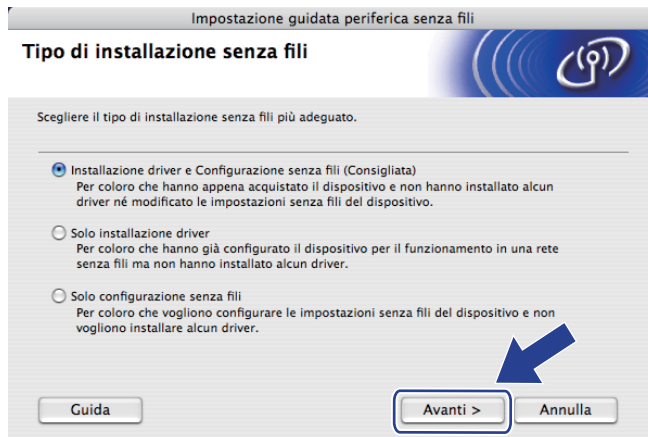 Impostazione guidata periferica senza fili
Tipo di installazione senza fili
Scegliere il tipo di installazione senza fili più adeguato.
Installazione driver e Configurazione senza fili (Consigliata)
Per coloro che hanno appena acquistato il dispositivo e non hanno installato alcun
driver né modificato le impostazioni senza fili del dispositivo.
Solo installazione driver
Per coloro che hanno già configurato il dispositivo per il funzionamento in una rete
senza fili ma non hanno installato alcun driver.
Solo configurazione senza fili
Per coloro che vogliono configurare le impostazioni senza fili del dispositivo e non
vogliono installare alcun driver.
Guida
Avanti >
Annulla